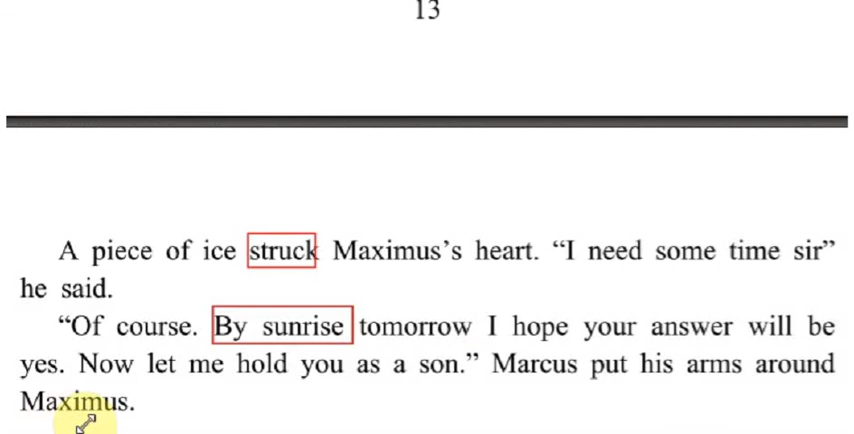 13
A piece of ice struck Maximus’s heart. “I need some time sir”
he said.
“Of course. By sunrise tomorrow I hope your answer will be
yes. Now let me hold you as a son.” Marcus put his arms around
Maximus.